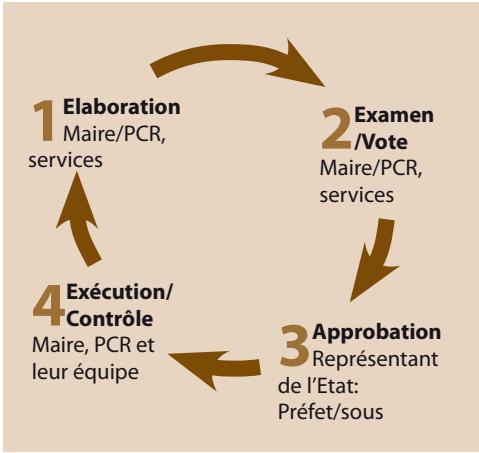 1 Elaboration
Maire/PCR,
services
2 Examen
/Vote
Maire/PCR,
services
3 Approbation
Représentant
de l'Etat:
Préfet/sous
4 Exécution/
Contrôle
Maire, PCR et
leur équipe